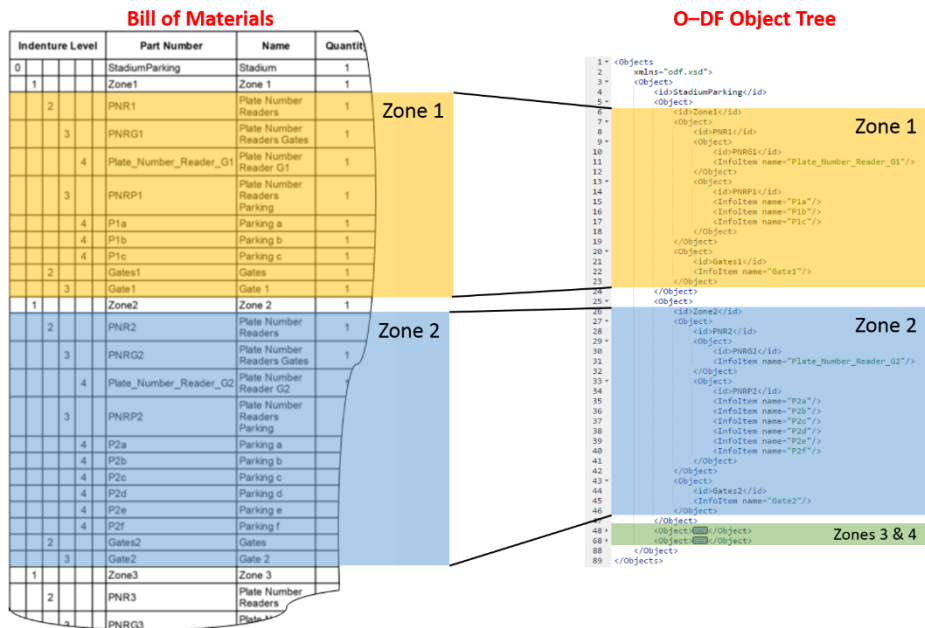 Bill of Materials
Indenture Level Part Number Name Quantit
0 StadiumParking Stadium 1
1 Zone1 Zone 1 1
2 PNR1 Plate Number Readers 1
3 PNRG1 Plate Number Readers Gates 1
4 Plate_Number_Reader_G1 Plate Number Reader G1 1
3 PNRP1 Plate Number Readers Parking 1
4 P1a Parking a 1
4 P1b Parking b 1
4 P1c Parking c 1
2 Gates1 Gates 1
3 Gate1 Gate 1 1
1 Zone2 Zone 2 1
2 PNR2 Plate Number Readers 1
3 PNRG2 Plate Number Readers Gates 1
4 Plate_Number_Reader_G2 Plate Number Reader G2 1
3 PNRP2 Plate Number Readers Parking
4 P2a Parking a
4 P2b Parking b
4 P2c Parking c
4 P2d Parking d
4 P2e Parking e
4 P2f Parking f
2 Gates2 Gates
3 Gate2 Gate 2
1 Zone3 Zone 3
2 PNR3 Plate Number Readers
3 PNRG3
Zone 1
Zone 2
O–DF Object Tree
1 <Objects
2 xmlns="odf.xsd">
3 <Object>
4 <id>StadiumParking</id>
5 <Object>
6 <id>Zone1</id>
7 <Object>
8 <id>PNR1</id>
9 <Object>
10 <id>PNRG1</id>
11 <InfoItem name="Plate_Number_Reader_G1"/>
12 </Object>
13 <Object>
14 <id>PNRP1</id>
15 <InfoItem name="P1a"/>
16 <InfoItem name="P1b"/>
17 <InfoItem name="P1c"/>
18 </Object>
19 </Object>
20 <Object>
21 <id>Gates1</id>
22 <InfoItem name="Gate1"/>
23 </Object>
24 </Object>
25 <Object>
26 <id>Zone2</id>
27 <Object>
28 <id>PNR2</id>
29 <Object>
30 <id>PNRG2</id>
31 <InfoItem name="Plate_Number_Reader_G2"/>
32 </Object>
33 <Object>
34 <id>PNRP2</id>
35 <InfoItem name="P2a"/>
36 <InfoItem name="P2b"/>
37 <InfoItem name="P2c"/>
38 <InfoItem name="P2d"/>
39 <InfoItem name="P2e"/>
40 <InfoItem name="P2f"/>
41 </Object>
42 </Object>
43 <Object>
44 <id>Gates2</id>
45 <InfoItem name="Gate2"/>
46 </Object>
47 </Object>
48 <Object></Object>
68 <Object></Object>
88 </Object>
89 </Objects>
Zone 1
Zone 2
Zones 3 & 4